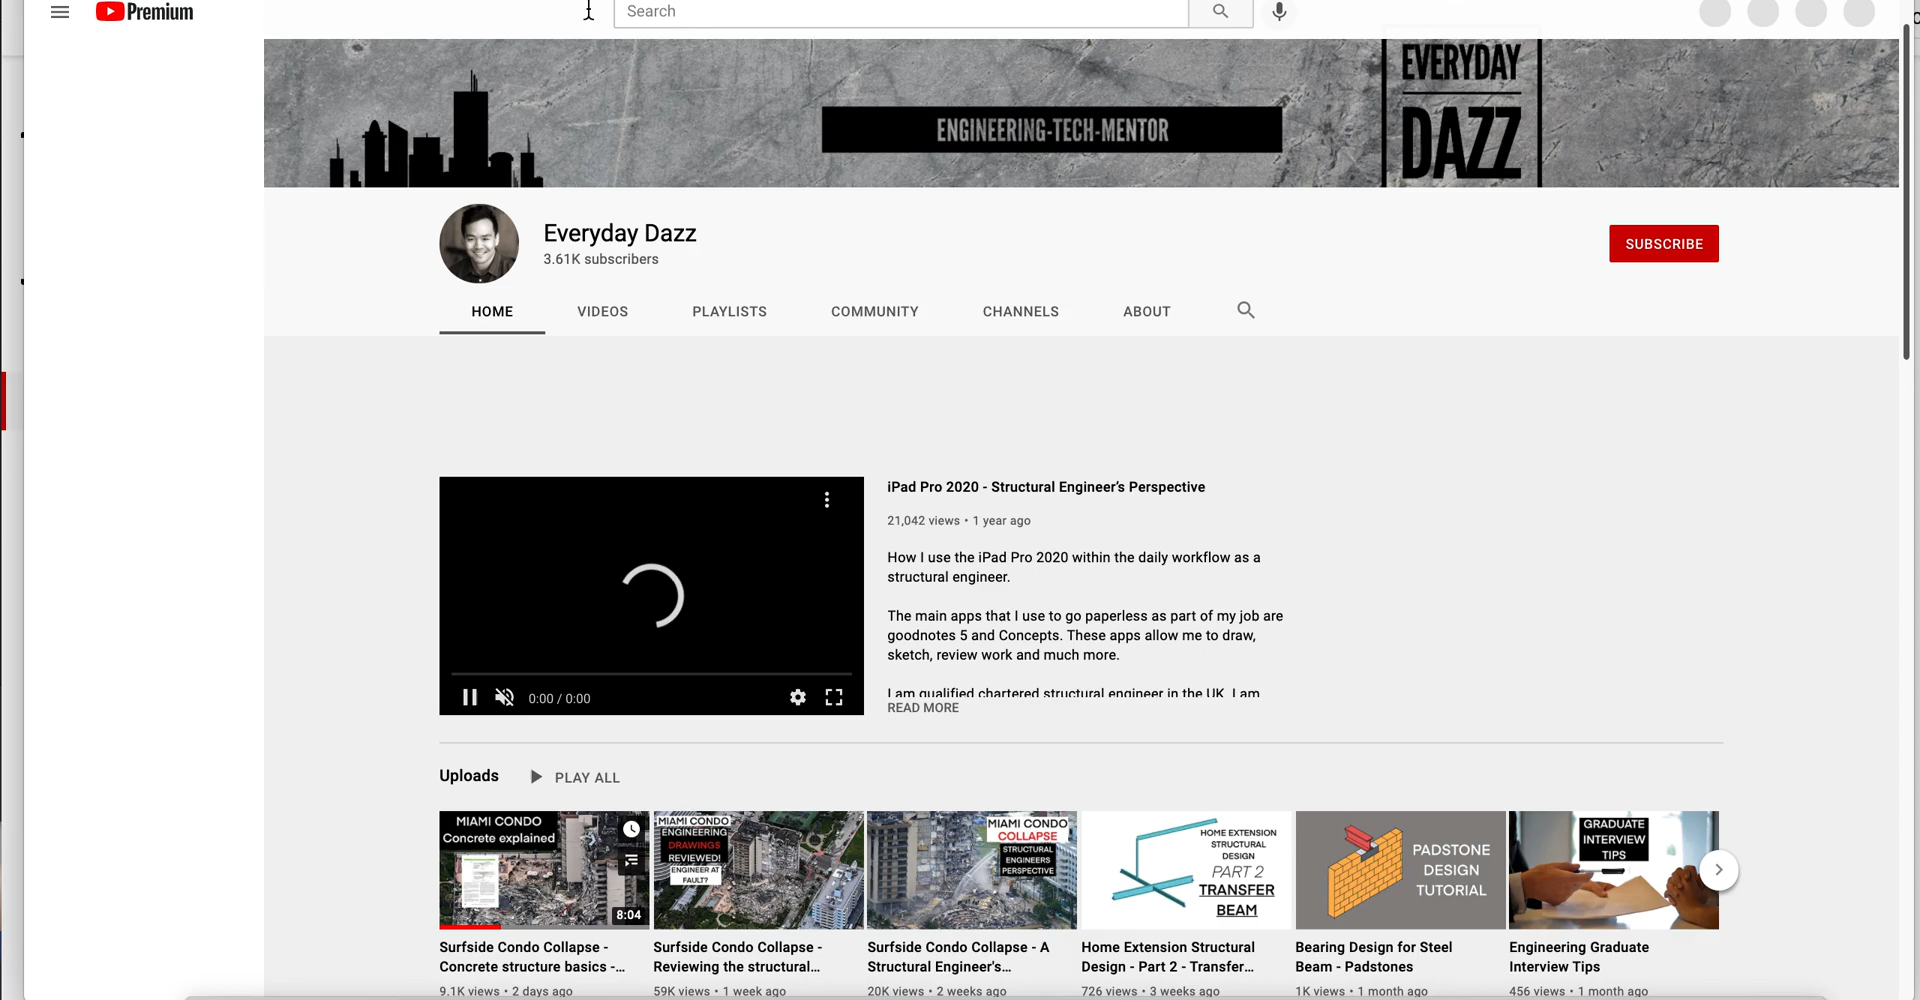 Premium
Search
ENGINEERING-TECH-MENTOR
EVERYDAY
DAZZ
Everyday Dazz
3.61K subscribers
SUBSCRIBE
HOME VIDEOS PLAYLISTS COMMUNITY CHANNELS ABOUT
iPad Pro 2020 - Structural Engineer's Perspective
21,042 views • 1 year ago
How I use the iPad Pro 2020 within the daily workflow as a
structural engineer.
The main apps that I use to go paperless as part of my job are
goodnotes 5 and Concepts. These apps allow me to draw,
sketch, review work and much more.
I am qualified chartered structural engineer in the UK. I am
READ MORE
0:00 / 0:00
Uploads PLAY ALL
MIAMI CONDO
Concrete explained
8:04
MIAMI CONDO
ENGINEERING
DRAWINGS
REVIEWED!
ENGINEER AT
FAULT?
MIAMI CONDO
COLLAPSE
STRUCTURAL
ENGINEERS
PERSPECTIVE
HOME EXTENSION
STRUCTURAL
DESIGN
PART 2
TRANSFER
BEAM
PADSTONE
DESIGN
TUTORIAL
GRADUATE
INTERVIEW
TIPS
Surfside Condo Collapse -
Concrete structure basics -...
9.1K views • 2 days ago
Surfside Condo Collapse -
Reviewing the structural...
59K views • 1 week ago
Surfside Condo Collapse - A
Structural Engineer's...
20K views • 2 weeks ago
Home Extension Structural
Design - Part 2 - Transfer...
726 views • 3 weeks ago
Bearing Design for Steel
Beam - Padstones
1K views • 1 month ago
Engineering Graduate
Interview Tips
456 views • 1 month ago